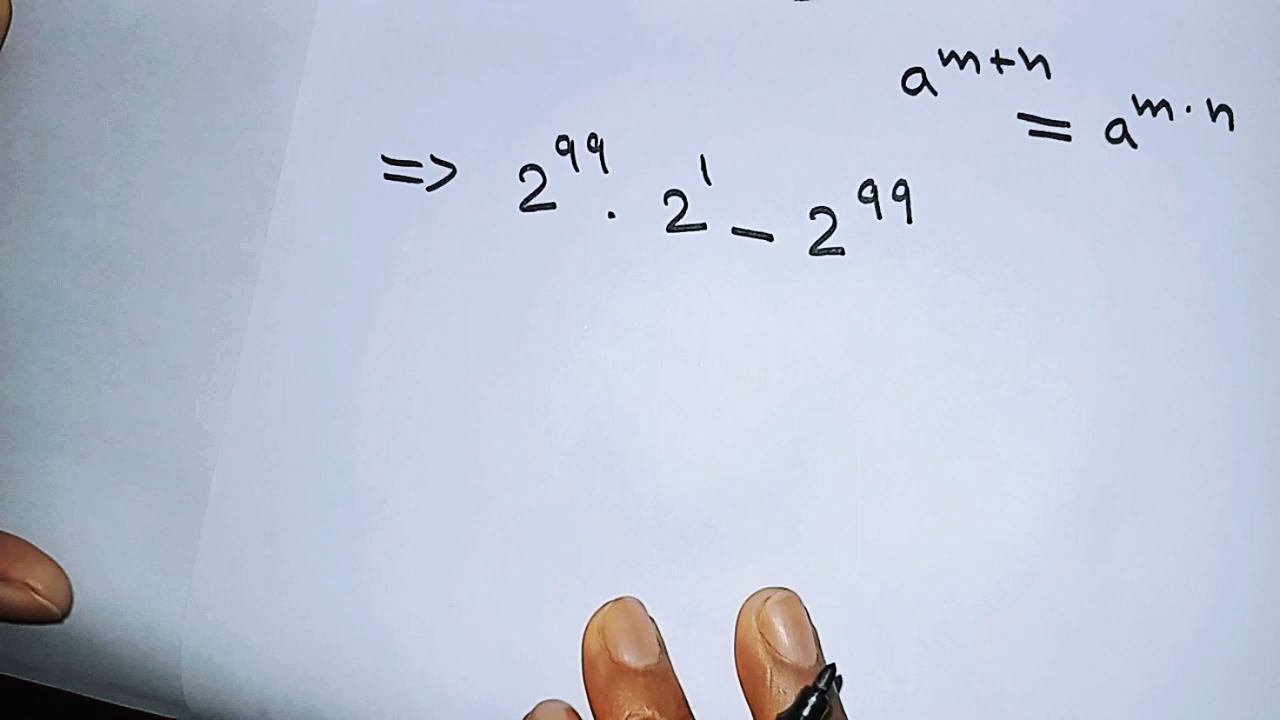 a^{m+n}
= a^{m·n}
=> 2^{99} . 2^{1} - 2^{99}